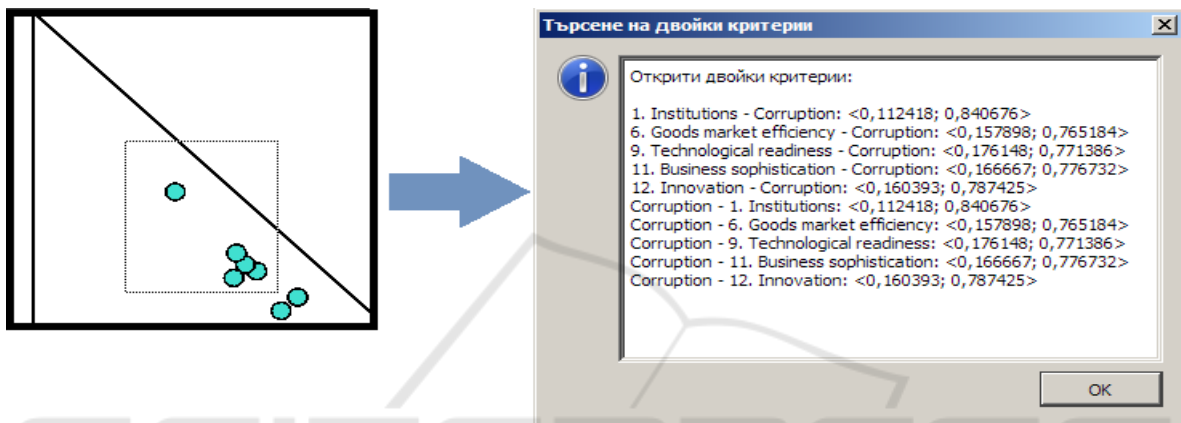 Търсене на двойки критерии
Открити двойки критерии:
1. Institutions - Corruption: <0,112418; 0,840676>
6. Goods market efficiency - Corruption: <0,157898; 0,765184>
9. Technological readiness - Corruption: <0,176148; 0,771386>
11. Business sophistication - Corruption: <0,166667; 0,776732>
12. Innovation - Corruption: <0,160393; 0,787425>
Corruption - 1. Institutions: <0,112418; 0,840676>
Corruption - 6. Goods market efficiency: <0,157898; 0,765184>
Corruption - 9. Technological readiness: <0,176148; 0,771386>
Corruption - 11. Business sophistication: <0,166667; 0,776732>
Corruption - 12. Innovation: <0,160393; 0,787425>
OK